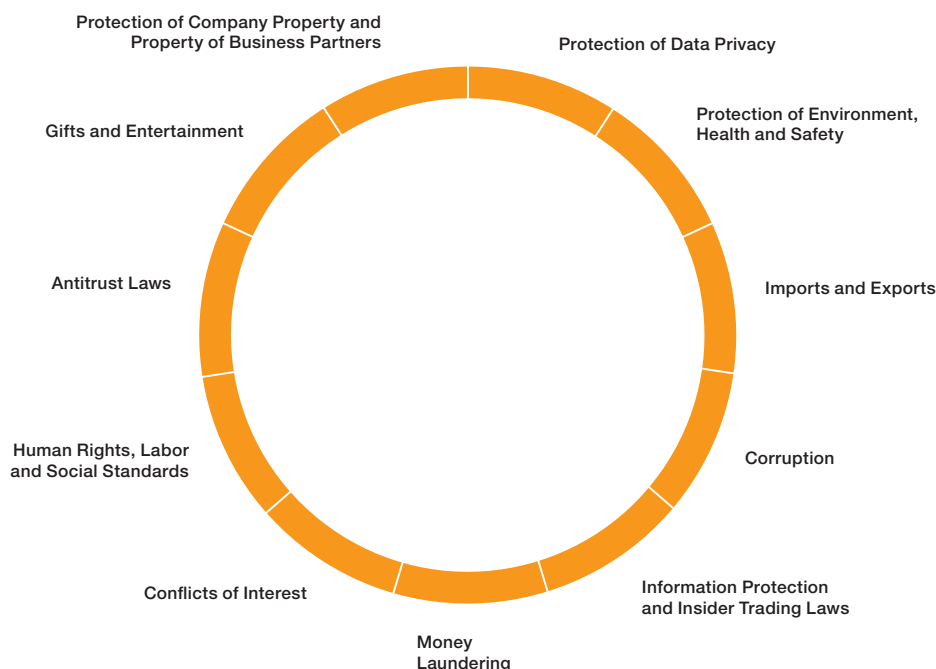 Protection of Company Property and
Property of Business Partners
Protection of Data Privacy
Protection of Environment,
Health and Safety
Imports and Exports
Corruption
Information Protection
and Insider Trading Laws
Money
Laundering
Conflicts of Interest
Human Rights, Labor
and Social Standards
Antitrust Laws
Gifts and Entertainment